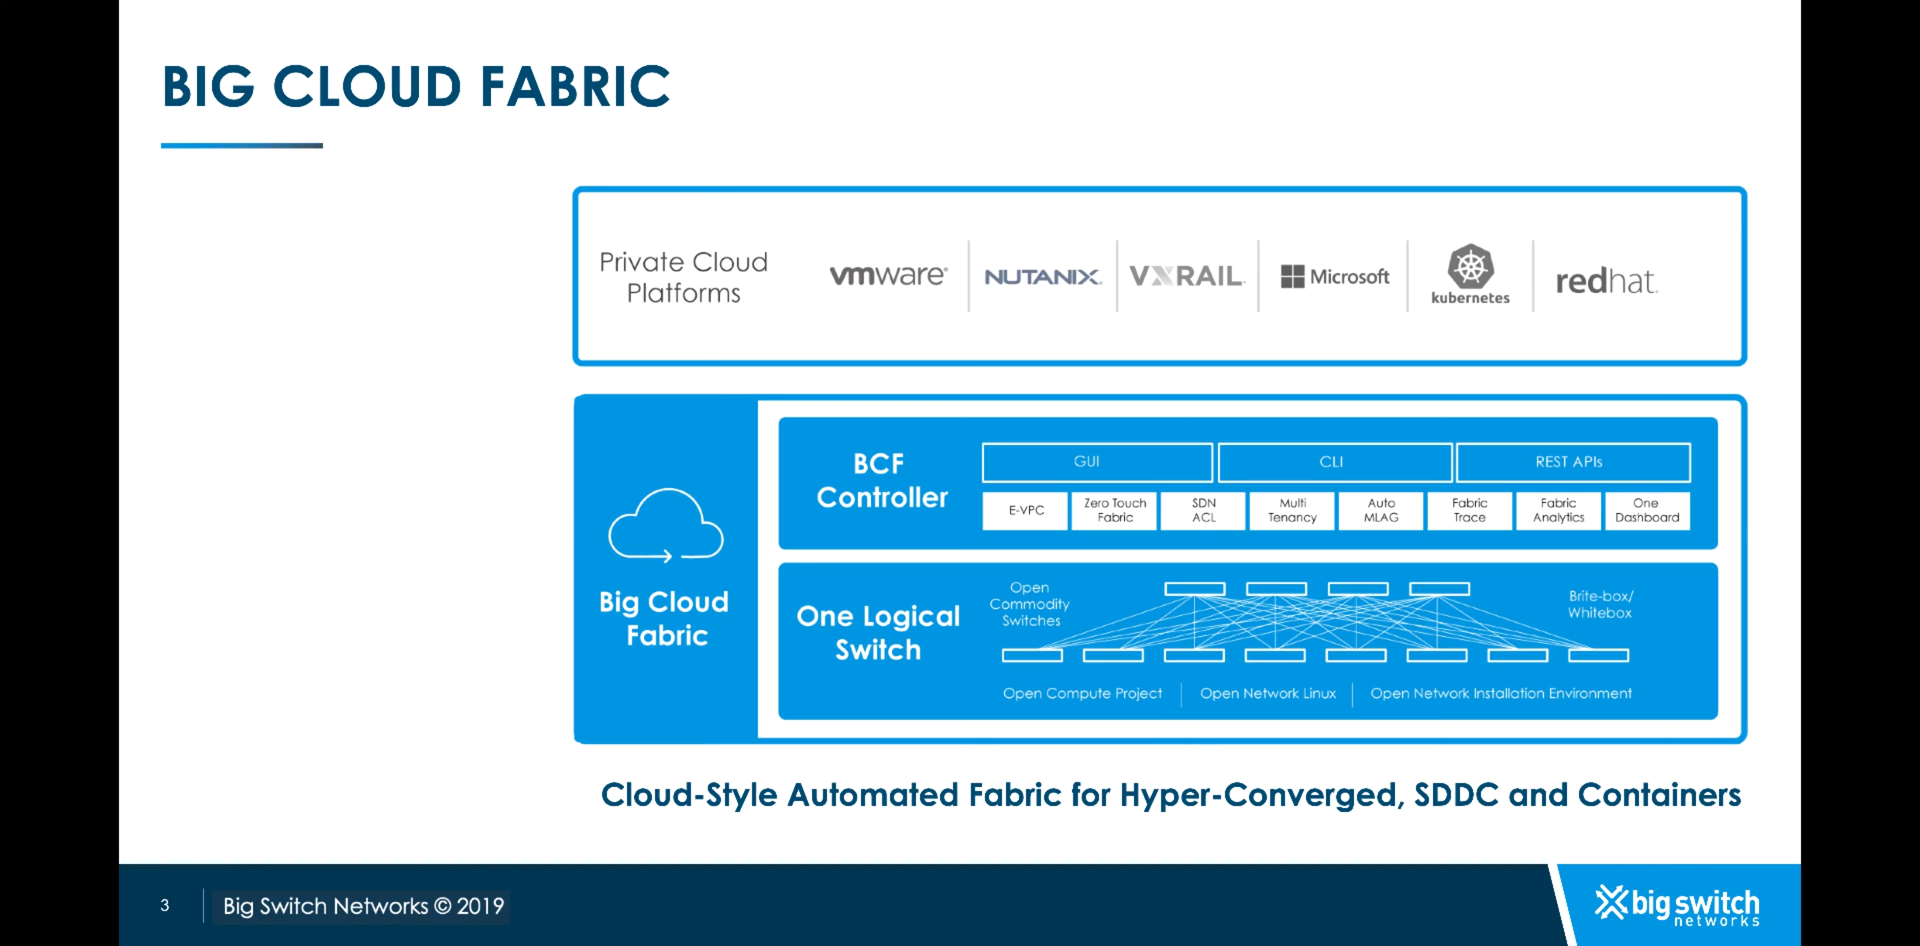 BIG CLOUD FABRIC
Private Cloud
Platforms
vmware
NUTANIX
VXRAIL
Microsoft
kubernetes
redhat.
Big Cloud
Fabric
BCF
Controller
GUI
CLI
REST APIs
E-VPC
Zero Touch
Fabric
SDN
ACL
Multi
Tenancy
Auto
MLAG
Fabric
Trace
Fabric
Analytics
One
Dashboard
One Logical
Switch
Open
Commodity
Switches
Brite-box/
Whitebox
Open Compute Project
Open Network Linux
Open Network Installation Environment
Cloud-Style Automated Fabric for Hyper-Converged, SDDC and Containers
3
Big Switch Networks © 2019
big switch
networks